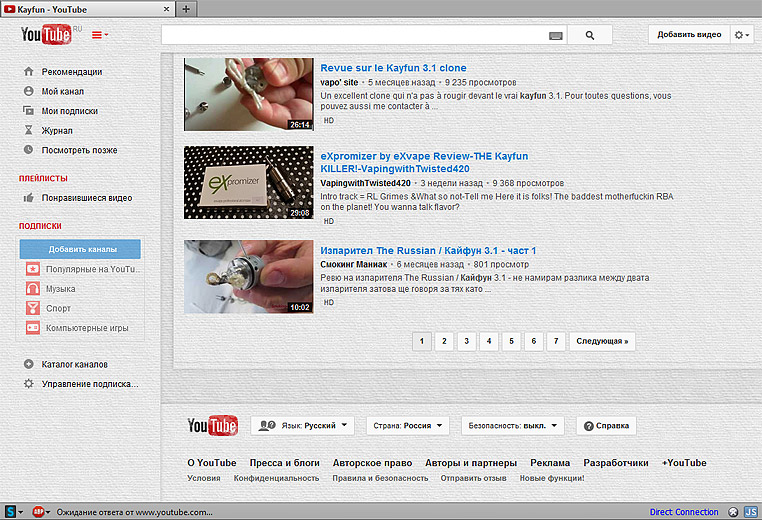 Kayfun - YouTube
YouTube RU
Добавить видео
Рекомендации
Мой канал
Мои подписки
Журнал
Посмотреть позже
ПЛЕЙЛИСТЫ
Понравившиеся видео
ПОДПИСКИ
Добавить каналы
Популярные на YouTu...
Музыка
Спорт
Компьютерные игры
Каталог каналов
Управление подписка...
26:14
Revue sur le Kayfun 3.1 clone
vapo' site • 5 месяцев назад • 9 235 просмотров
Un excellent clone qui n'a pas à rougir devant le vrai kayfun 3.1. Pour toutes questions, vous
pouvez aussi me contacter à ...
HD
eXpromizer
29:08
eXpromizer by eXvape Review-THE Kayfun
KILLER!-VapingwithTwisted420
VapingwithTwisted420 • 3 недели назад • 9 368 просмотров
Intro track = RL Grimes &What so not-Tell me Here it is folks! The baddest motherfuckin RBA
on the planet! You wanna talk flavor?
HD
10:02
Изпарител The Russian / Кайфун 3.1 - част 1
Смокинг Маниак • 6 месяцев назад • 801 просмотр
Ревю на изпарителя The Russian / Кайфун 3.1 - не намирам разлика между двата
изпарителя затова ще говоря за тях като ...
HD
1 2 3 4 5 6 7 Следующая »
YouTube
Язык: Русский
Страна: Россия
Безопасность: выкл.
Справка
О YouTube Пресса и блоги Авторское право Авторы и партнеры Реклама Разработчики +YouTube
Условия Конфиденциальность Правила и безопасность Отправить отзыв Новые функции!
S ABP Ожидание ответа от www.youtube.com... Direct Connection JS